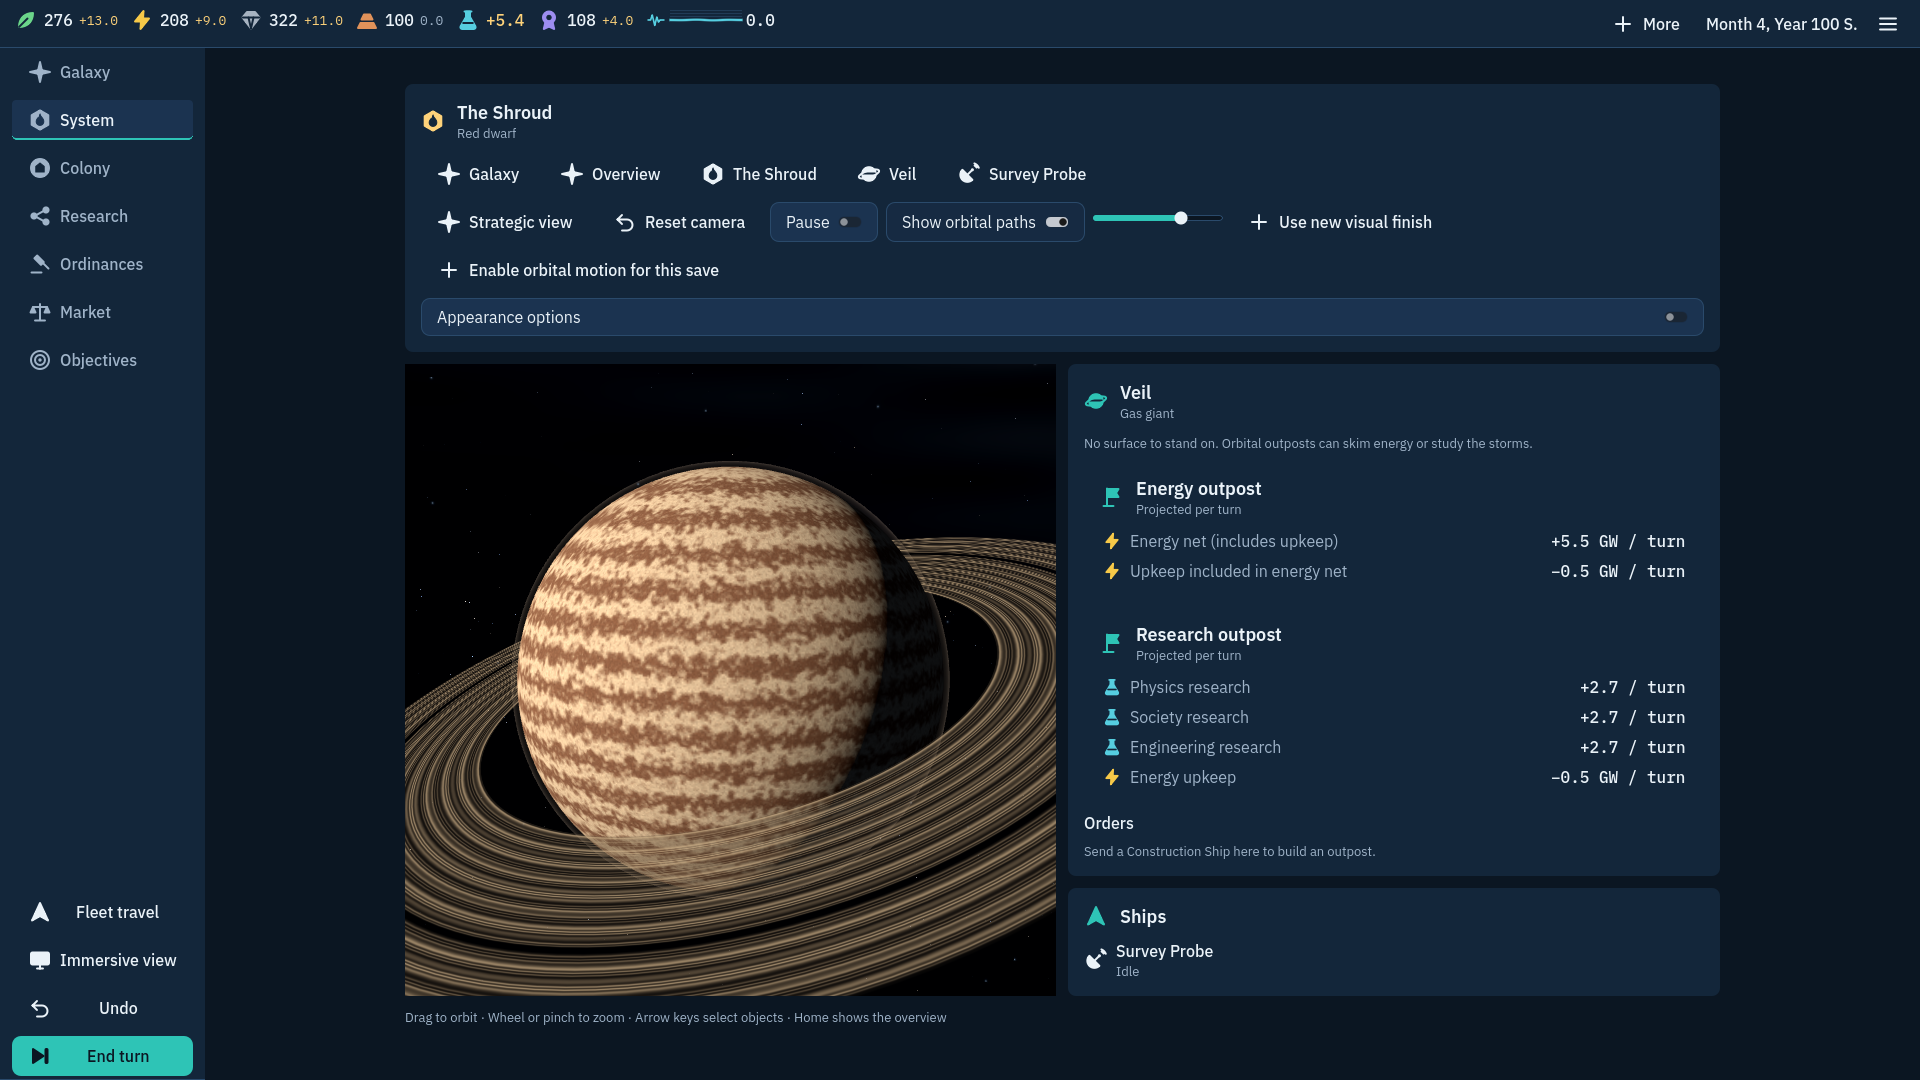 276 +13.0 208 +9.0 322 +11.0 100 0.0 +5.4 108 +4.0 0.0 More Month 4, Year 100 S.
Galaxy
System
Colony
Research
Ordinances
Market
Objectives
Fleet travel
Immersive view
Undo
End turn
The Shroud
Red dwarf
Galaxy Overview The Shroud Veil Survey Probe
Strategic view Reset camera Pause Show orbital paths Use new visual finish
Enable orbital motion for this save
Appearance options
Veil
Gas giant
No surface to stand on. Orbital outposts can skim energy or study the storms.
Energy outpost
Projected per turn
Energy net (includes upkeep) +5.5 GW / turn
Upkeep included in energy net −0.5 GW / turn
Research outpost
Projected per turn
Physics research +2.7 / turn
Society research +2.7 / turn
Engineering research +2.7 / turn
Energy upkeep −0.5 GW / turn
Orders
Send a Construction Ship here to build an outpost.
Ships
Survey Probe
Idle
Drag to orbit · Wheel or pinch to zoom · Arrow keys select objects · Home shows the overview